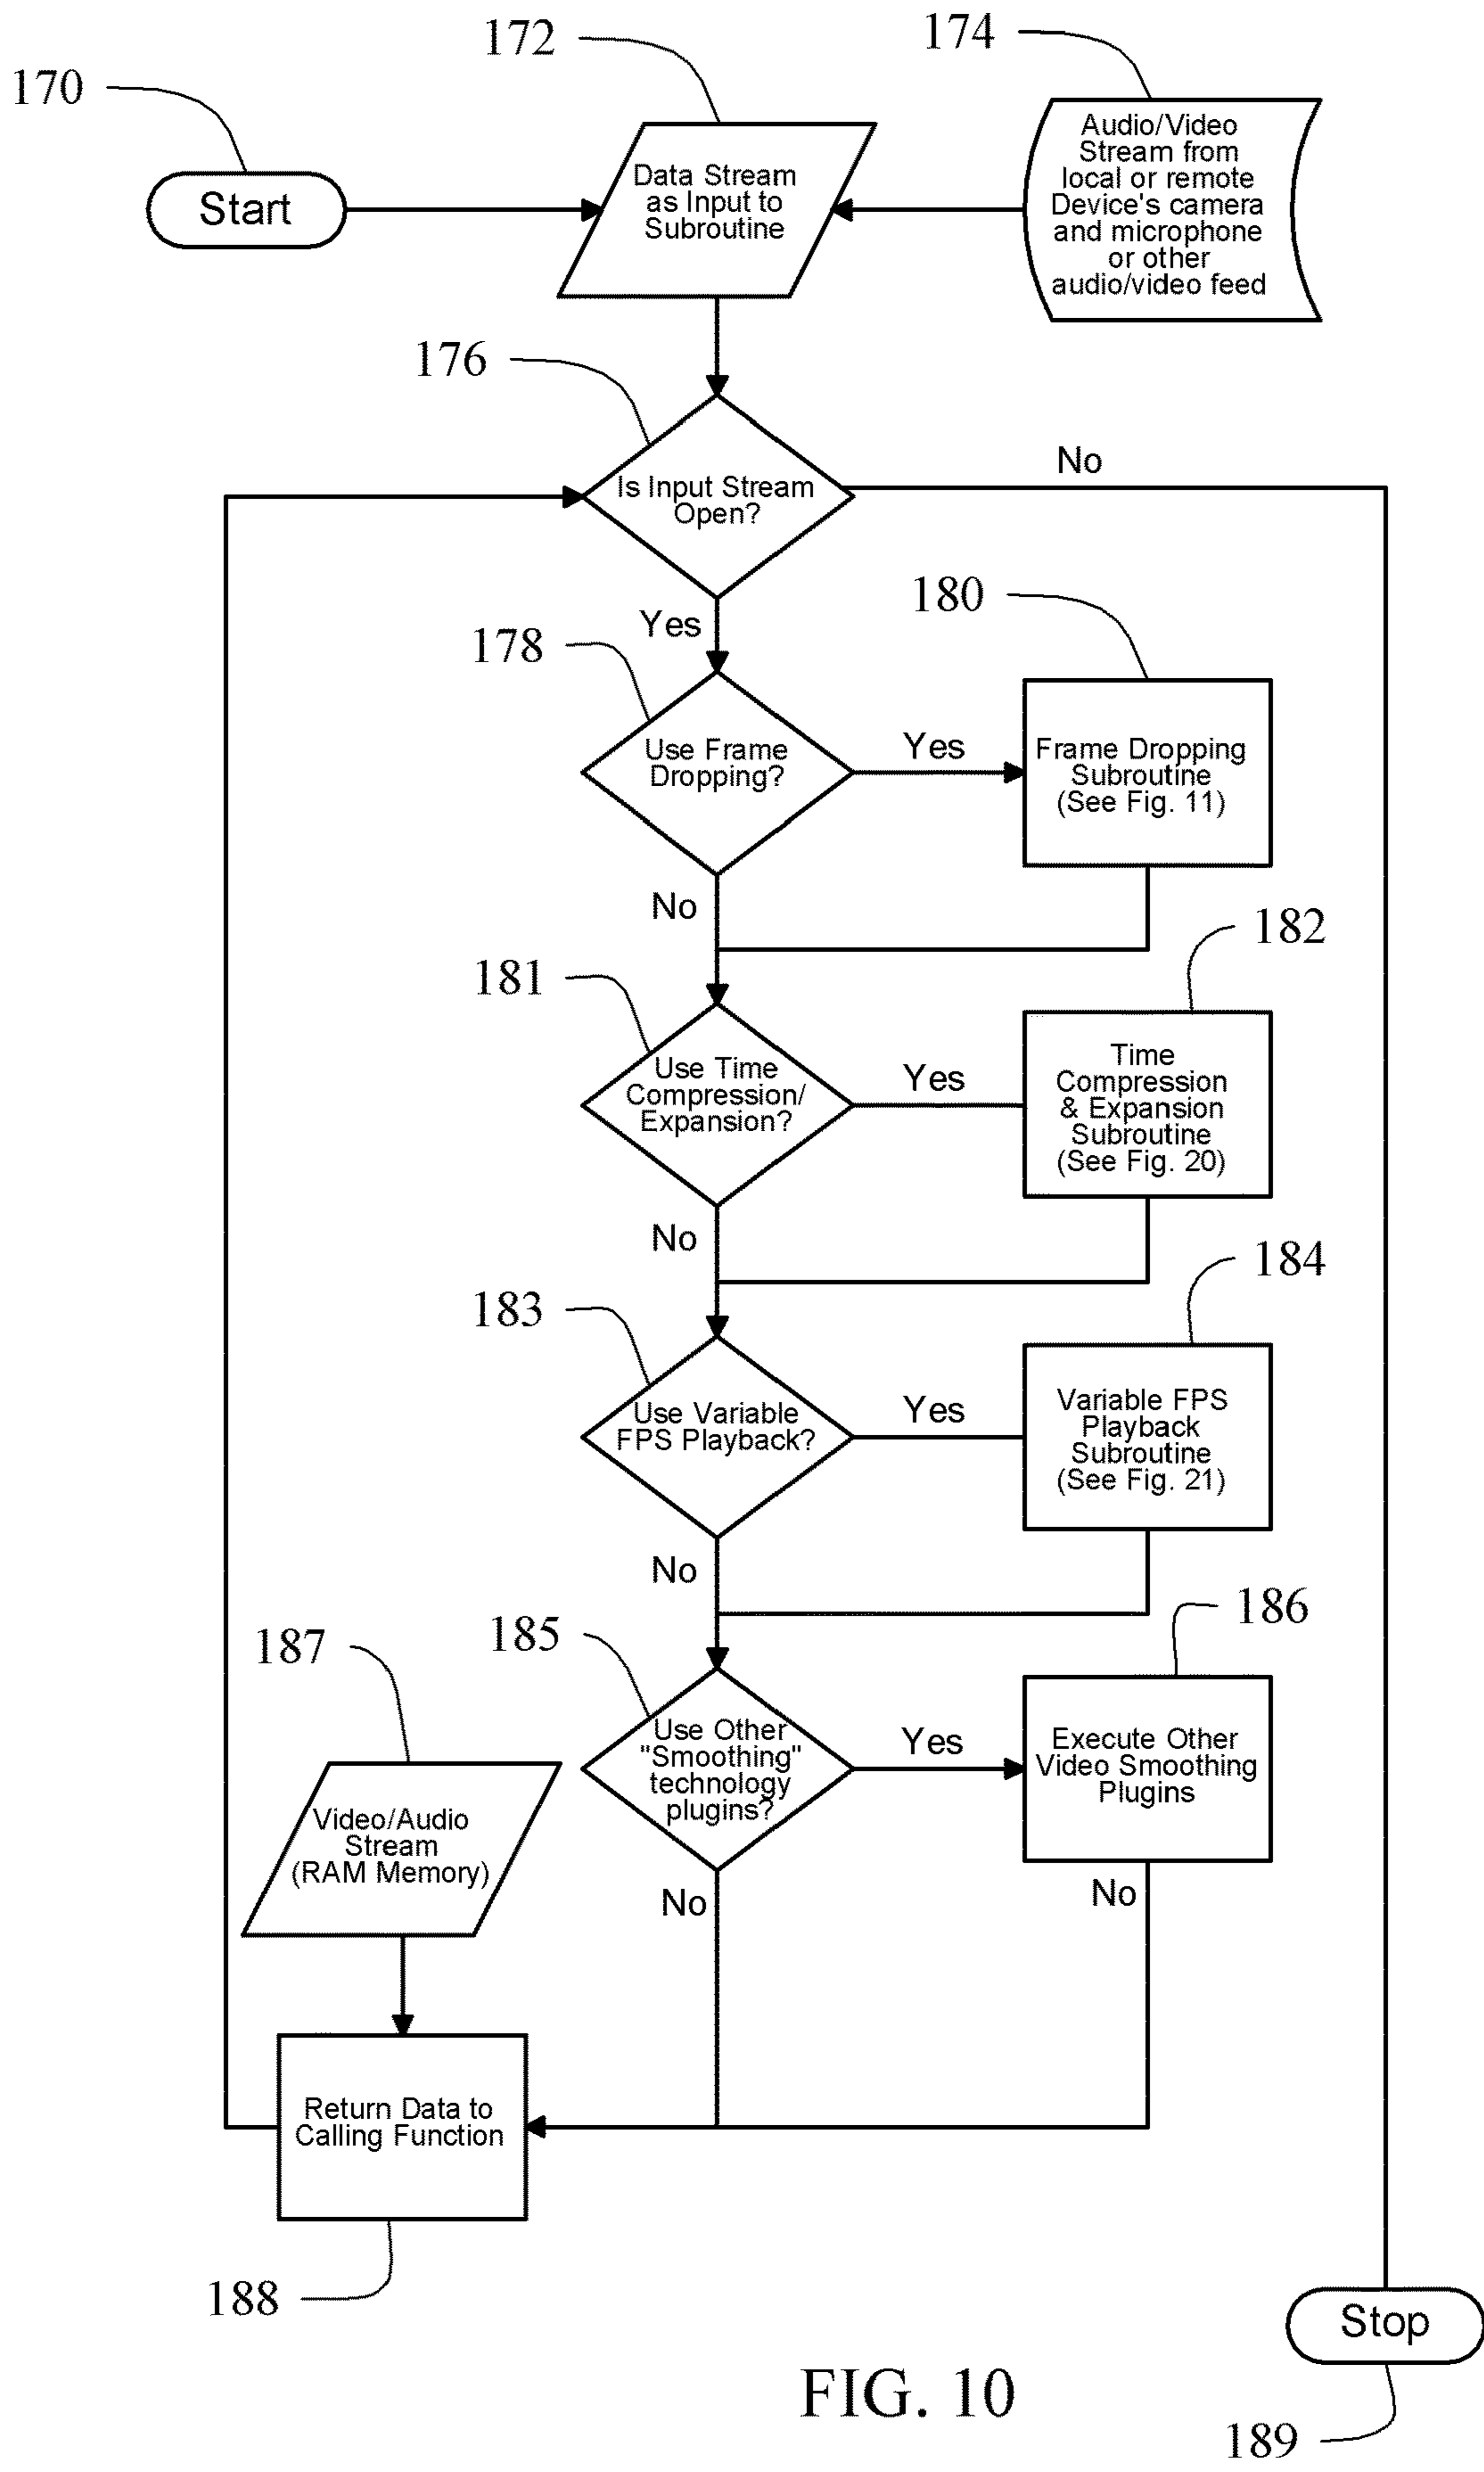 172
174
170
Start
Data Stream
as Input to
Subroutine
Audio/Video
Stream from
local or remote
Device's camera
and microphone
or other
audio/video feed
176
Is Input Stream
Open?
No
Yes
178
180
Use Frame
Dropping?
Yes
Frame Dropping
Subroutine
(See Fig. 11)
No
181
182
Use Time
Compression/
Expansion?
Yes
Time
Compression
& Expansion
Subroutine
(See Fig. 20)
No
183
184
Use Variable
FPS Playback?
Yes
Variable FPS
Playback
Subroutine
(See Fig. 21)
No
185
186
187
Use Other
"Smoothing"
technology
plugins?
Yes
Execute Other
Video Smoothing
Plugins
Video/Audio
Stream
(RAM Memory)
No
No
Return Data to
Calling Function
188
Stop
189
FIG. 10